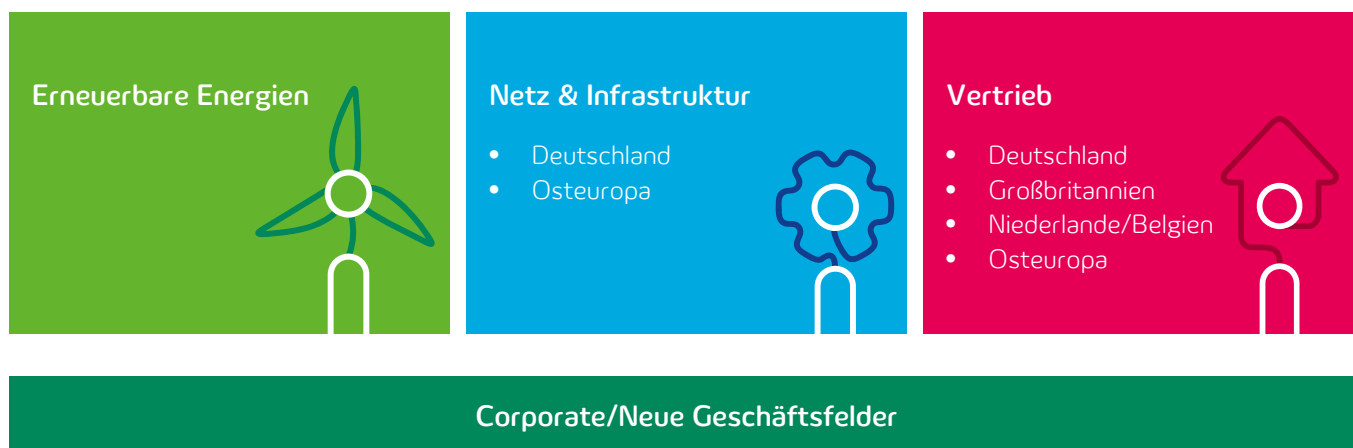 Erneuerbare Energien
Netz & Infrastruktur
• Deutschland
• Osteuropa
Vertrieb
• Deutschland
• Großbritannien
• Niederlande/Belgien
• Osteuropa
Corporate/Neue Geschäftsfelder